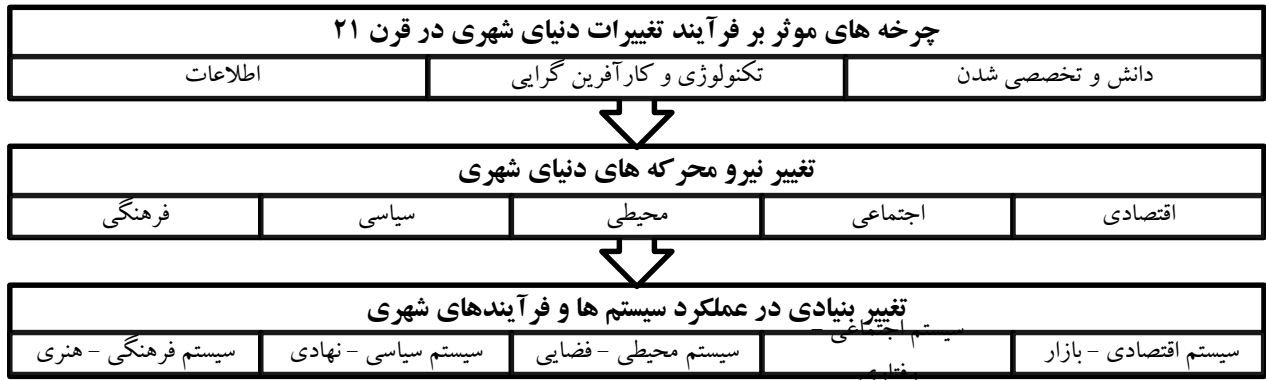 چرخه های موثر بر فرآیند تغییرات دنیای شهری در قرن ۲۱
دانش و تخصصی شدن
تکنولوژی و کارآفرین گرایی
اطلاعات
تغییر نیرو محرکه های دنیای شهری
اقتصادی
اجتماعی
محیطی
سیاسی
فرهنگی
تغییر بنیادی در عملکرد سیستم ها و فرآیندهای شهری
سیستم اقتصادی – بازار
سیستم اجتماعی –
رفتاری
سیستم محیطی – فضایی
سیستم سیاسی – نهادی
سیستم فرهنگی – هنری